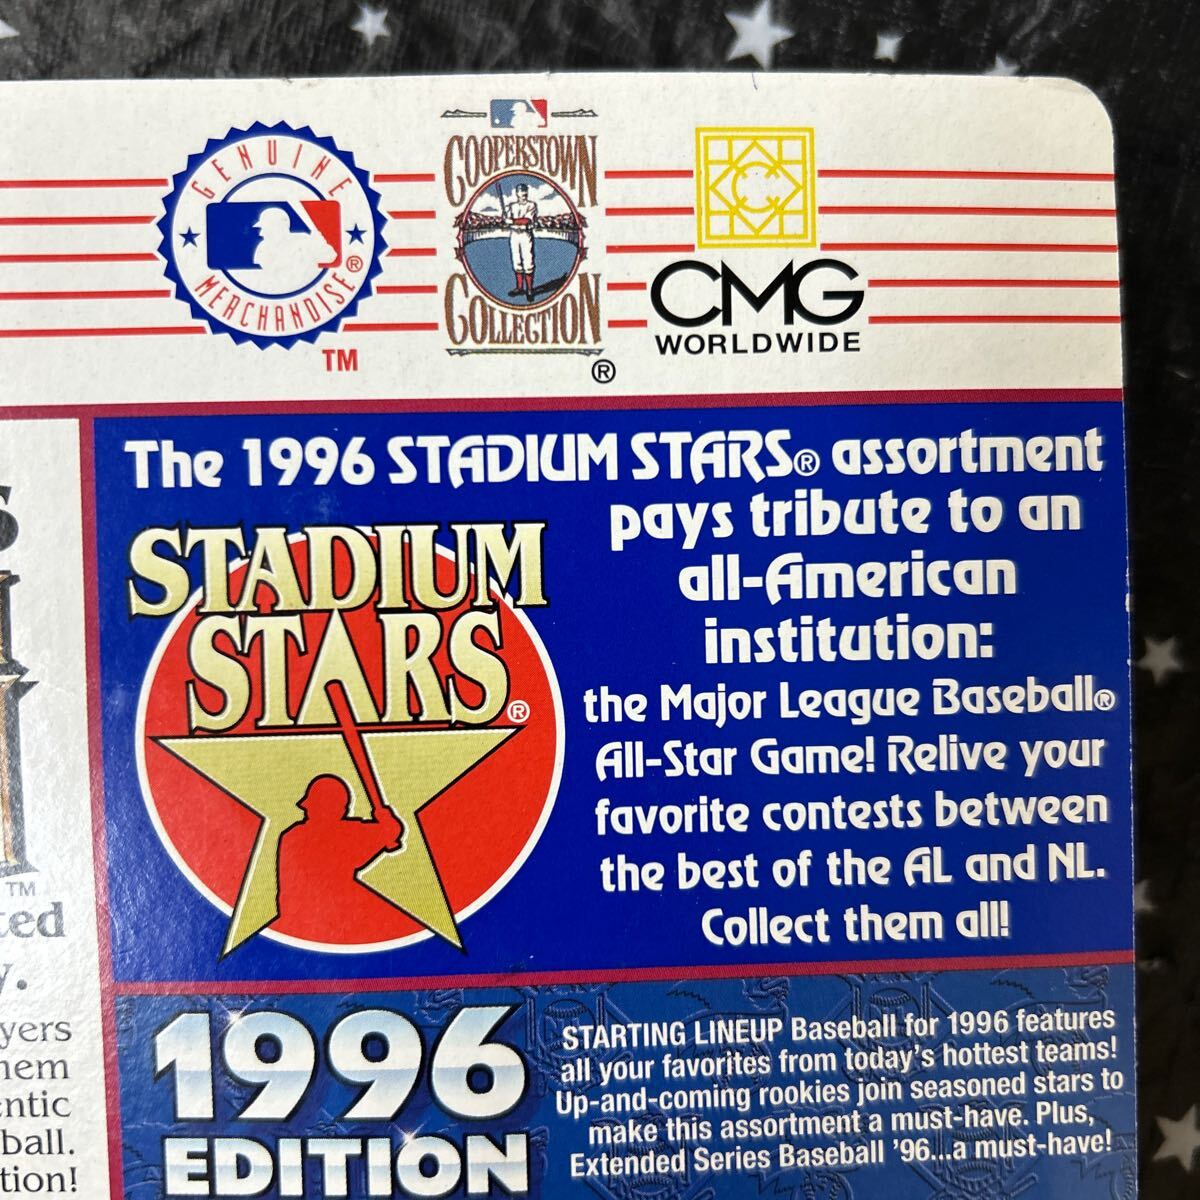 GENUINE
MERCHANDISE
®
TM
COOPERSTOWN
COLLECTION
®
CMG
WORLDWIDE
The 1996 STADIUM STARS® assortment
pays tribute to an
all-American
institution:
the Major League Baseball®
All-Star Game! Relive your
favorite contests between
the best of the AL and NL.
Collect them all!
STADIUM
STARS®
TM
ted
y.
yers
hem
entic
ball.
tion!
1996
EDITION
STARTING LINEUP Baseball for 1996 features
all your favorites from today's hottest teams!
Up-and-coming rookies join seasoned stars to
make this assortment a must-have. Plus,
Extended Series Baseball '96...a must-have!